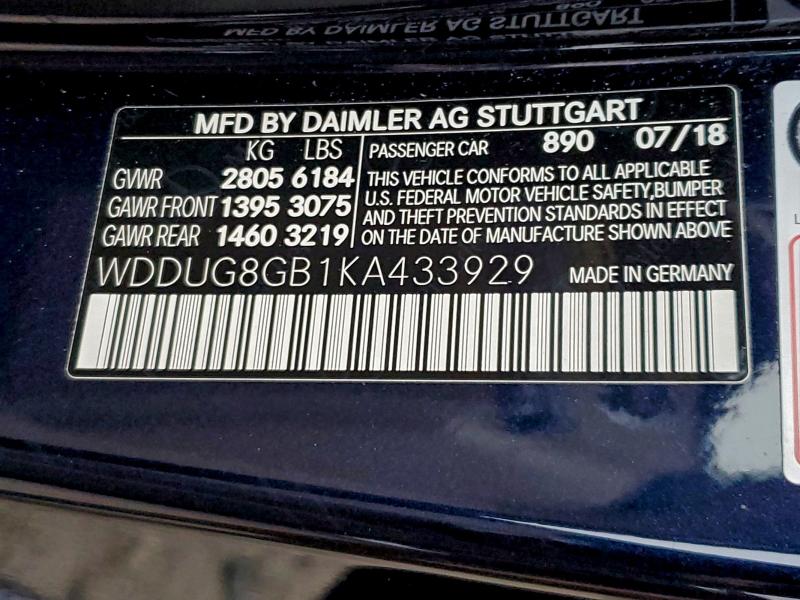 MFD BY DAIMLER AG STUTTGART
KG LBS PASSENGER CAR 890 07/18
GVWR 2805 6184
GAWR FRONT 1395 3075
GAWR REAR 1460 3219
THIS VEHICLE CONFORMS TO ALL APPLICABLE
U.S. FEDERAL MOTOR VEHICLE SAFETY,BUMPER
AND THEFT PREVENTION STANDARDS IN EFFECT
ON THE DATE OF MANUFACTURE SHOWN ABOVE
WDDUG8GB1KA433929 MADE IN GERMANY